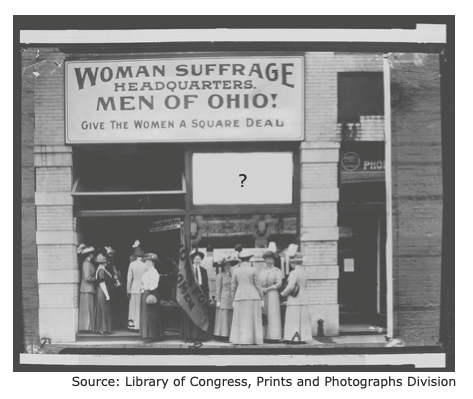 WOMAN SUFFRAGE
HEADQUARTERS.
MEN OF OHIO!
GIVE THE WOMEN A SQUARE DEAL
?
PHO
Source: Library of Congress, Prints and Photographs Division